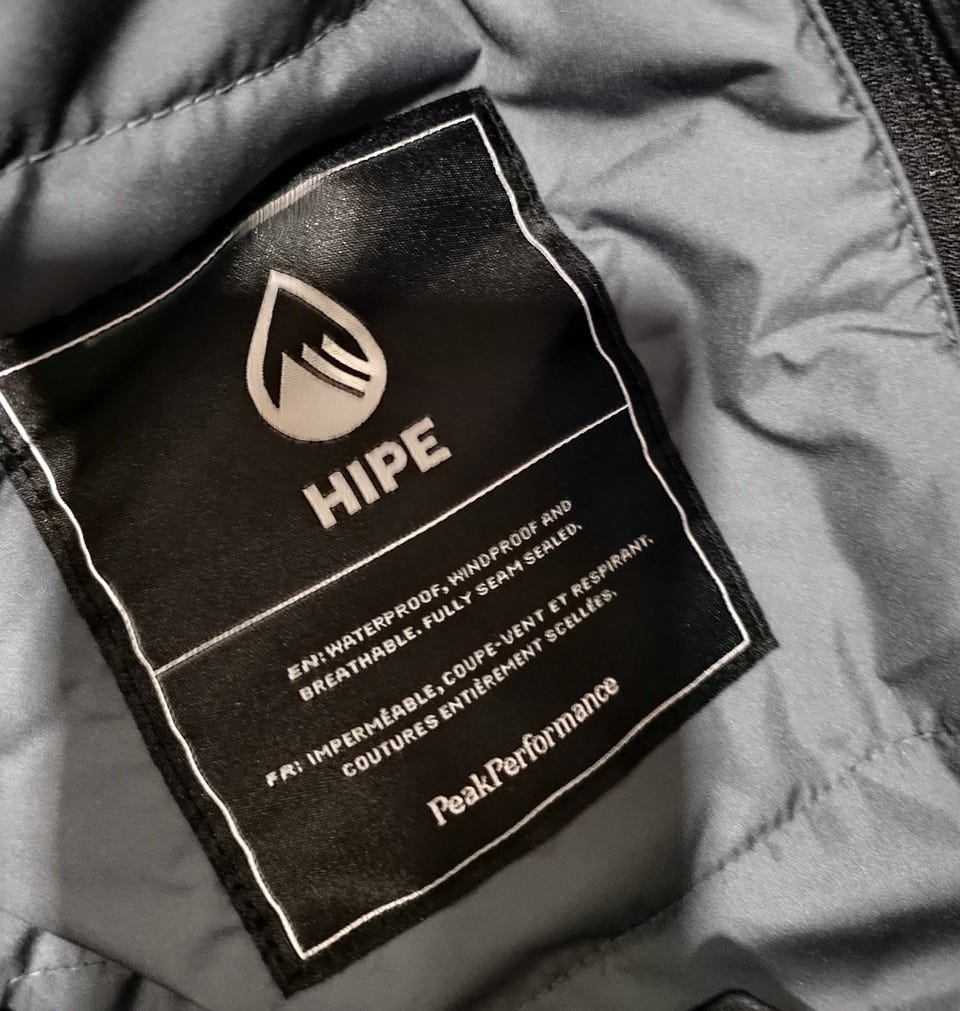 HIPE
EN: WATERPROOF, WINDPROOF AND
BREATHABLE. FULLY SEAM SEALED.
FR: IMPERMÉABLE, COUPE-VENT ET RESPIRANT.
COUTURES ENTIÈREMENT SCELLÉES.
PeakPerformance